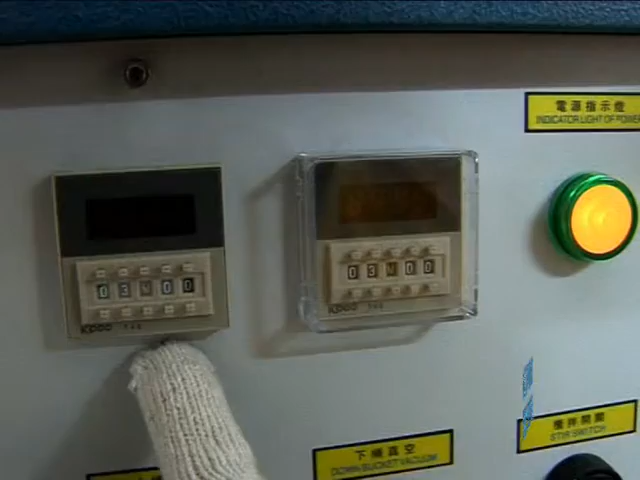 電源指示燈
INDICATOR LIGHT OF POWER
03M00
03M00
下桶真空
DOWN BUCKET VACUUM
攪拌開關
STIR SWITCH